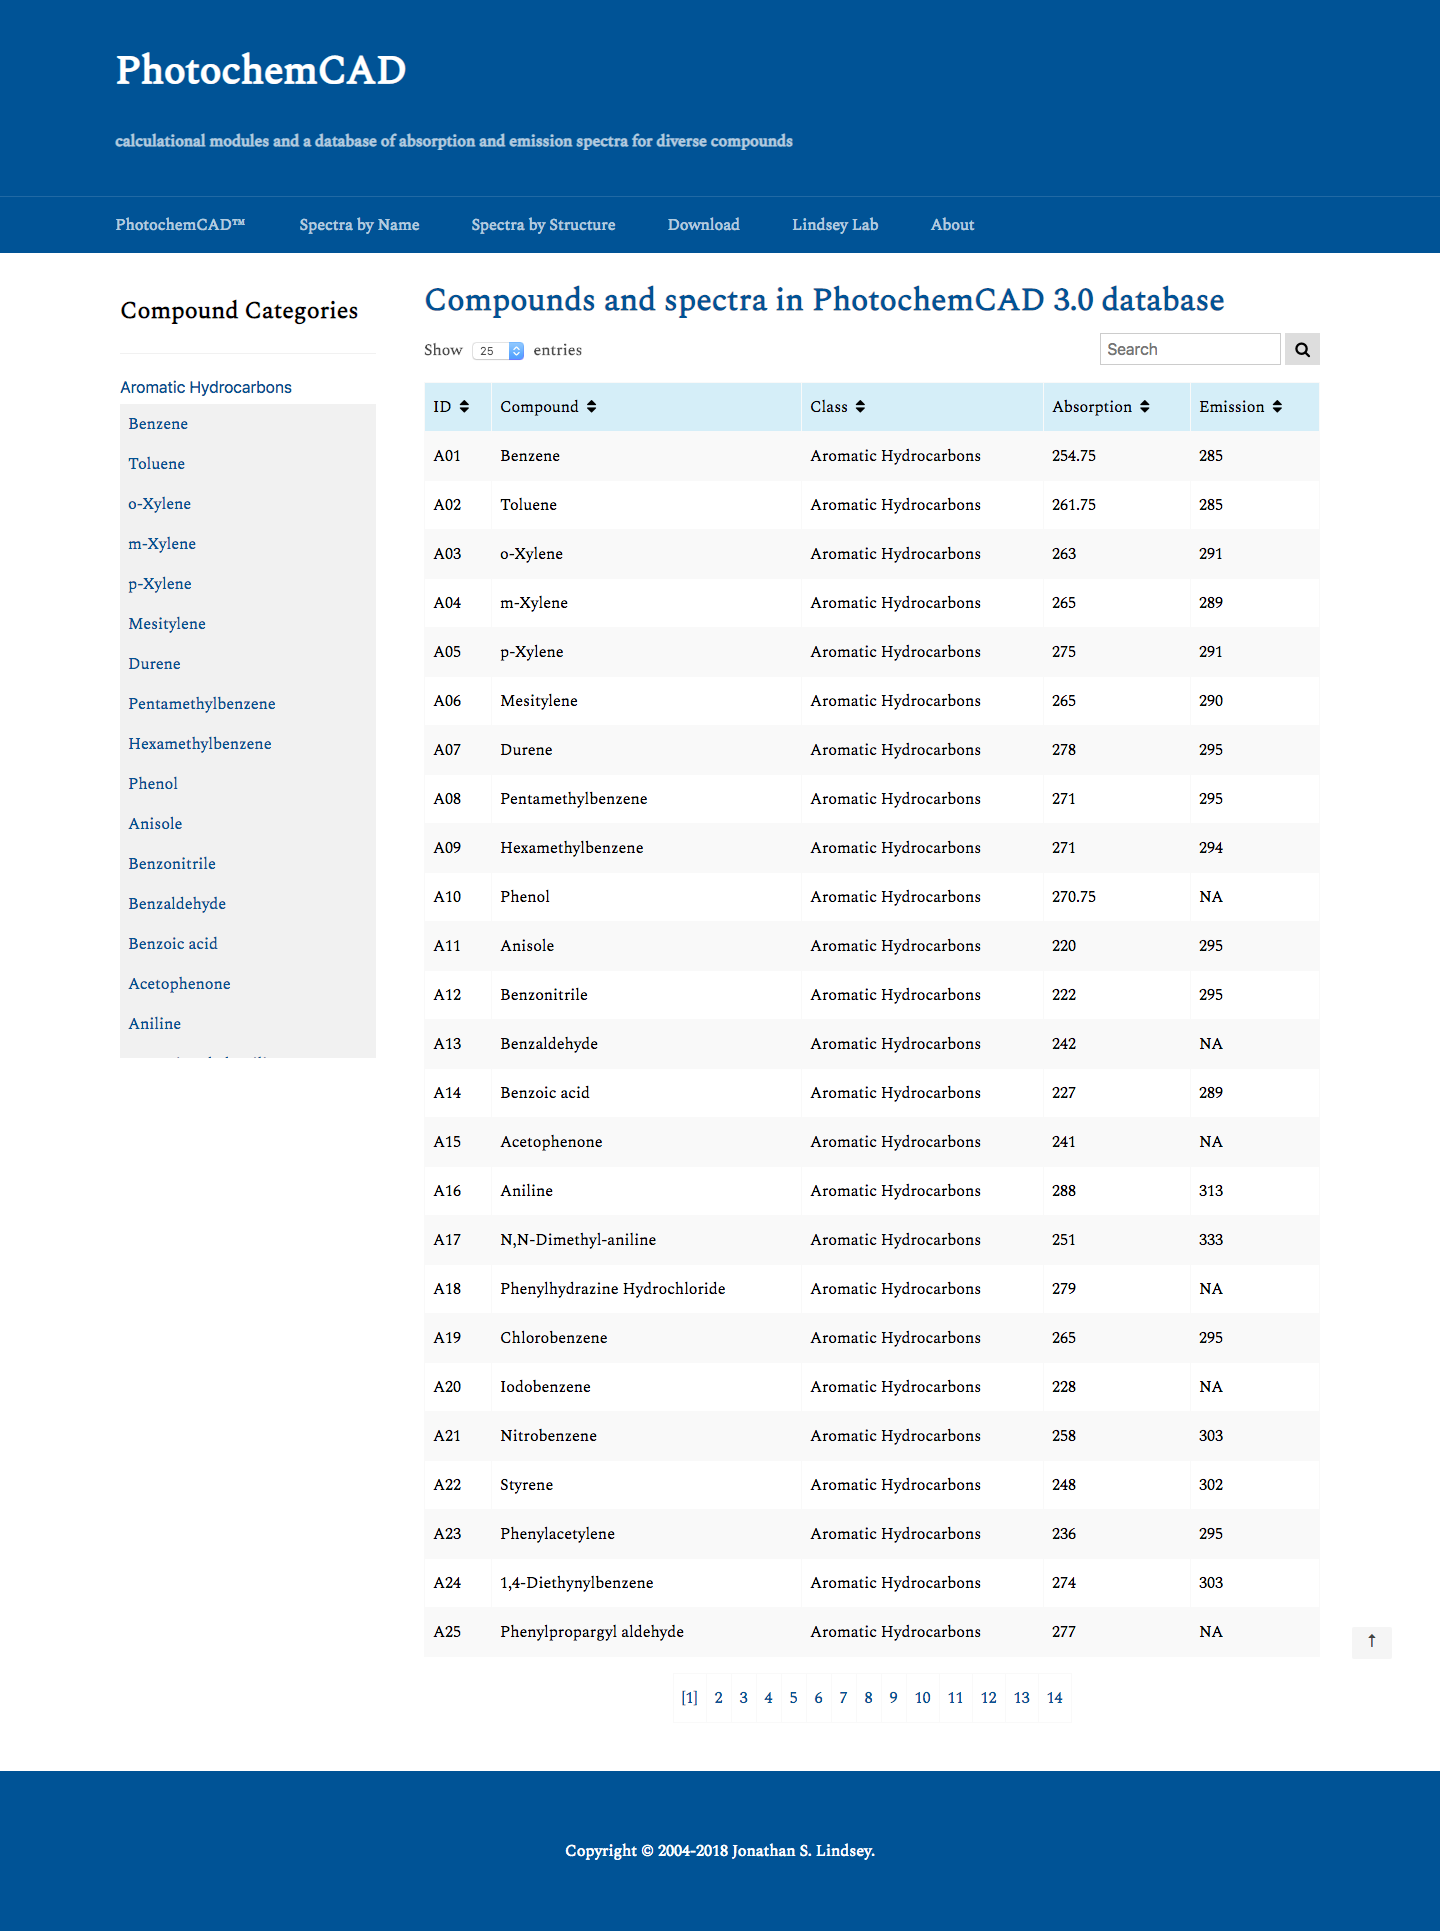 PhotochemCAD
calculational modules and a database of absorption and emission spectra for diverse compounds
PhotochemCAD™ Spectra by Name Spectra by Structure Download Lindsey Lab About
Compound Categories
Aromatic Hydrocarbons
Benzene
Toluene
o-Xylene
m-Xylene
p-Xylene
Mesitylene
Durene
Pentamethylbenzene
Hexamethylbenzene
Phenol
Anisole
Benzonitrile
Benzaldehyde
Benzoic acid
Acetophenone
Aniline
Compounds and spectra in PhotochemCAD 3.0 database
Show 25 entries Search
ID Compound Class Absorption Emission
A01 Benzene Aromatic Hydrocarbons 254.75 285
A02 Toluene Aromatic Hydrocarbons 261.75 285
A03 o-Xylene Aromatic Hydrocarbons 263 291
A04 m-Xylene Aromatic Hydrocarbons 265 289
A05 p-Xylene Aromatic Hydrocarbons 275 291
A06 Mesitylene Aromatic Hydrocarbons 265 290
A07 Durene Aromatic Hydrocarbons 278 295
A08 Pentamethylbenzene Aromatic Hydrocarbons 271 295
A09 Hexamethylbenzene Aromatic Hydrocarbons 271 294
A10 Phenol Aromatic Hydrocarbons 270.75 NA
A11 Anisole Aromatic Hydrocarbons 220 295
A12 Benzonitrile Aromatic Hydrocarbons 222 295
A13 Benzaldehyde Aromatic Hydrocarbons 242 NA
A14 Benzoic acid Aromatic Hydrocarbons 227 289
A15 Acetophenone Aromatic Hydrocarbons 241 NA
A16 Aniline Aromatic Hydrocarbons 288 313
A17 N,N-Dimethyl-aniline Aromatic Hydrocarbons 251 333
A18 Phenylhydrazine Hydrochloride Aromatic Hydrocarbons 279 NA
A19 Chlorobenzene Aromatic Hydrocarbons 265 295
A20 Iodobenzene Aromatic Hydrocarbons 228 NA
A21 Nitrobenzene Aromatic Hydrocarbons 258 303
A22 Styrene Aromatic Hydrocarbons 248 302
A23 Phenylacetylene Aromatic Hydrocarbons 236 295
A24 1,4-Diethynylbenzene Aromatic Hydrocarbons 274 303
A25 Phenylpropargyl aldehyde Aromatic Hydrocarbons 277 NA
↑
[1] 2 3 4 5 6 7 8 9 10 11 12 13 14
Copyright © 2004-2018 Jonathan S. Lindsey.